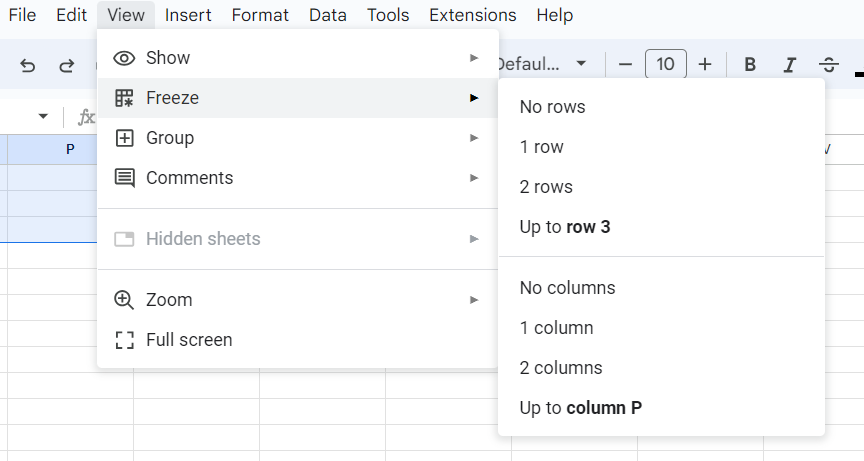 File Edit View Insert Format Data Tools Extensions Help
Show
Defaul... 10 B I S
Freeze
No rows
fx
Group
1 row
P
Comments
2 rows
Up to row 3
Hidden sheets
No columns
Zoom
1 column
Full screen
2 columns
Up to column P